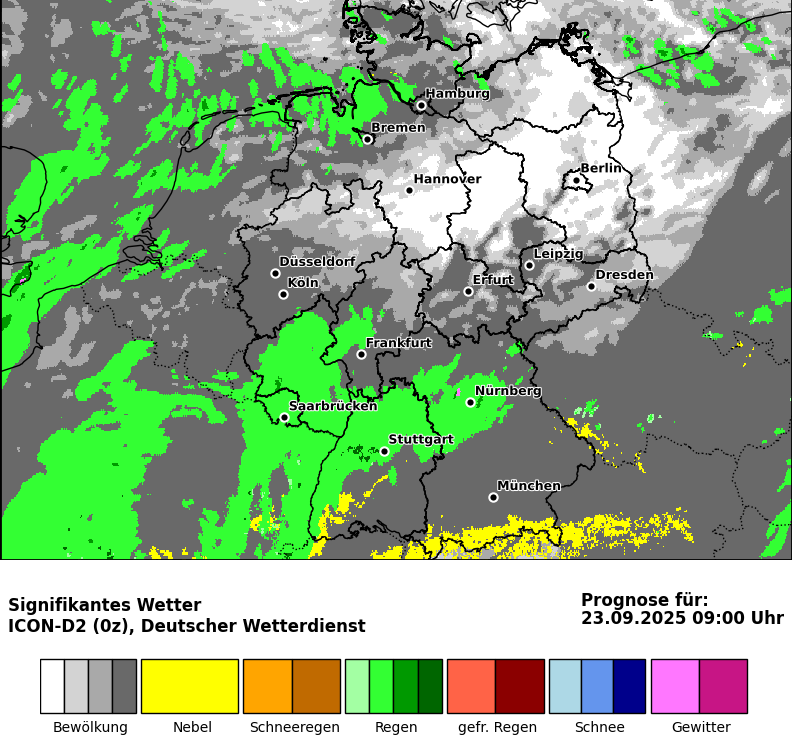 Hamburg
Bremen
Berlin
Hannover
Leipzig
Düsseldorf
Dresden
Erfurt
Köln
Frankfurt
Nürnberg
Saarbrücken
Stuttgart
München
Signifikantes Wetter
ICON-D2 (0z), Deutscher Wetterdienst
Prognose für:
23.09.2025 09:00 Uhr
Bewölkung
Nebel
Schneeregen
Regen
gefr. Regen
Schnee
Gewitter